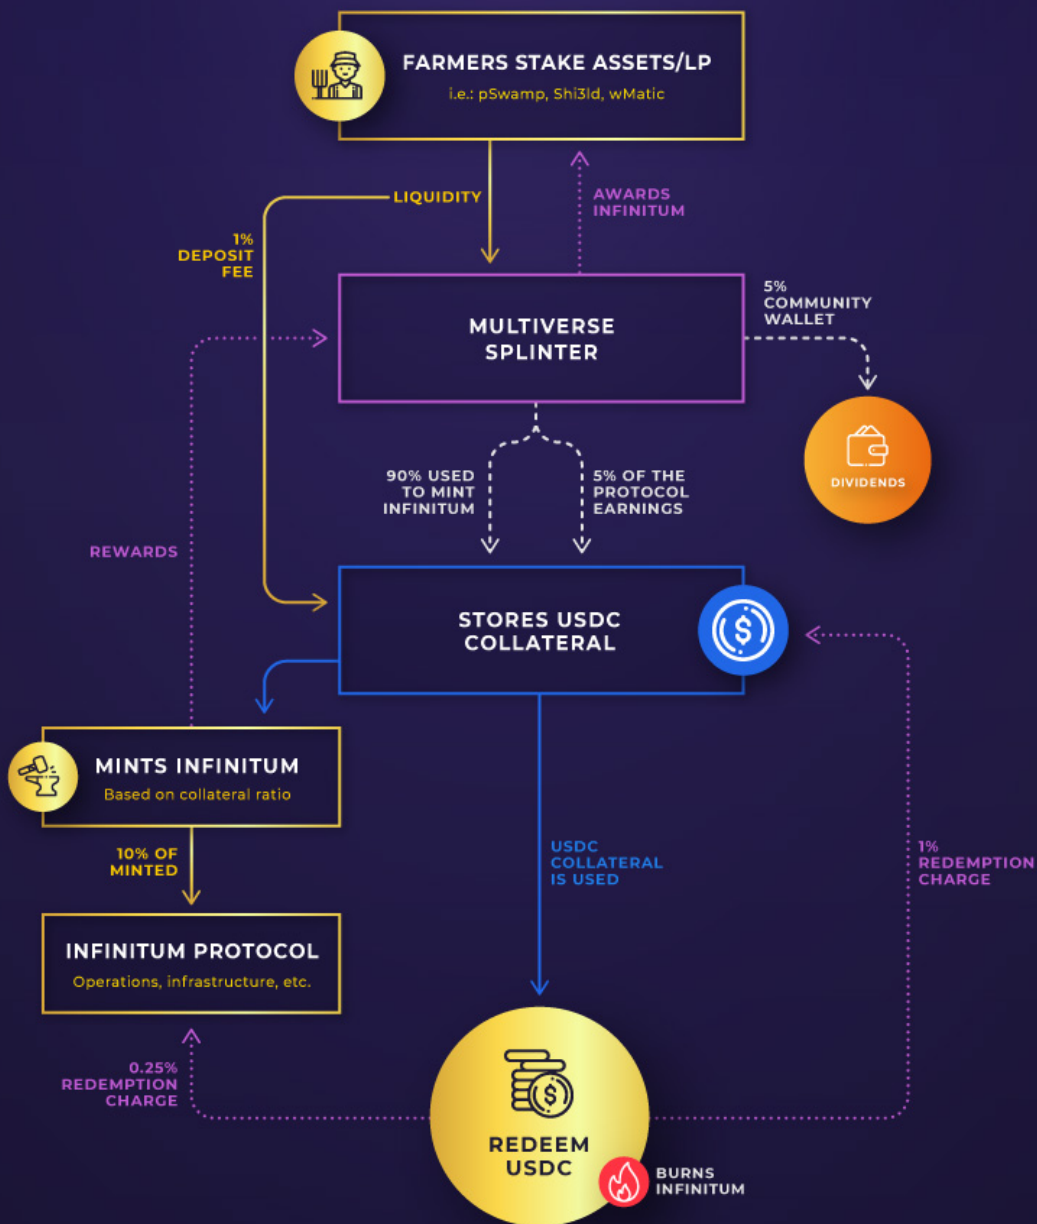 FARMERS STAKE ASSETS/LP
i.e.: pSwamp, Shi3ld, wMatic
LIQUIDITY
AWARDS
INFINITUM
1%
DEPOSIT
FEE
MULTIVERSE
SPLINTER
5%
COMMUNITY
WALLET
DIVIDENDS
90% USED
TO MINT
INFINITUM
5% OF THE
PROTOCOL
EARNINGS
REWARDS
STORES USDC
COLLATERAL
$
MINTS INFINITUM
Based on collateral ratio
10% OF
MINTED
USDC
COLLATERAL
IS USED
1%
REDEMPTION
CHARGE
INFINITUM PROTOCOL
Operations, infrastructure, etc.
0.25%
REDEMPTION
CHARGE
$
REDEEM
USDC
BURNS
INFINITUM